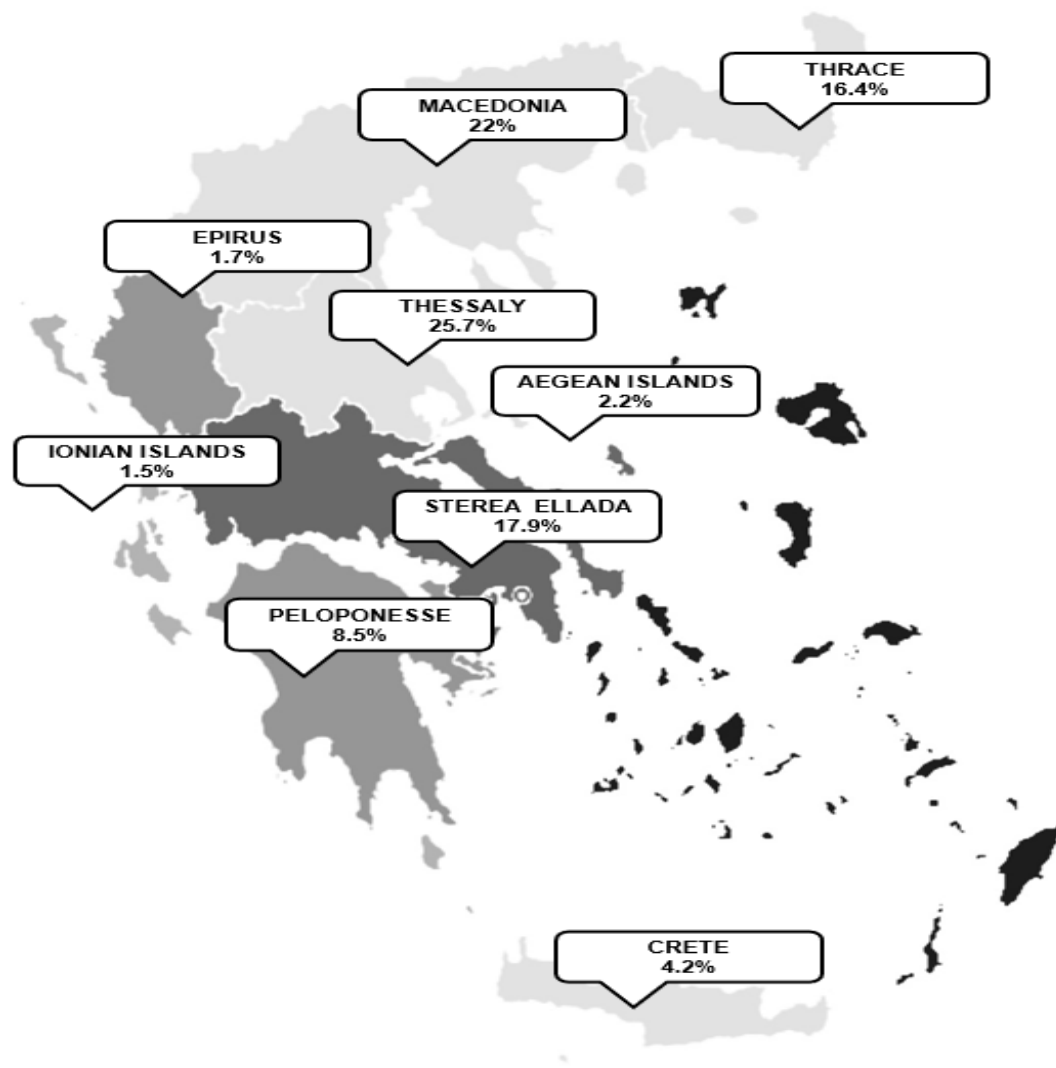 THRACE
16.4%
MACEDONIA
22%
EPIRUS
1.7%
THESSALY
25.7%
AEGEAN ISLANDS
2.2%
IONIAN ISLANDS
1.5%
STEREA ELLADA
17.9%
PELOPONESSE
8.5%
CRETE
4.2%